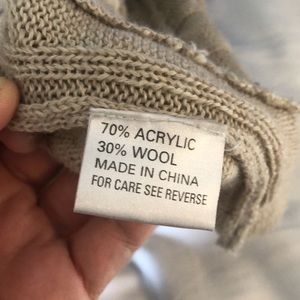 70% ACRYLIC
30% WOOL
MADE IN CHINA
FOR CARE SEE REVERSE